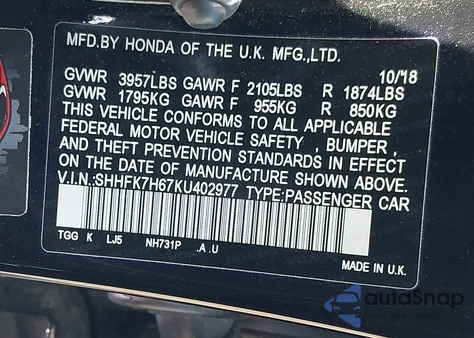 MFD.BY HONDA OF THE U.K. MFG.,LTD.
10/18
GVWR 3957LBS GAWR F 2105LBS R 1874LBS
GVWR 1795KG GAWR F 955KG R 850KG
THIS VEHICLE CONFORMS TO ALL APPLICABLE
FEDERAL MOTOR VEHICLE SAFETY , BUMPER ,
AND THEFT PREVENTION STANDARDS IN EFFECT
ON THE DATE OF MANUFACTURE SHOWN ABOVE.
V.I.N.:SHHFK7H67KU402977 TYPE:PASSENGER CAR
TGG K LJ5 NH731P .A.U
MADE IN U.K.
autoSnap